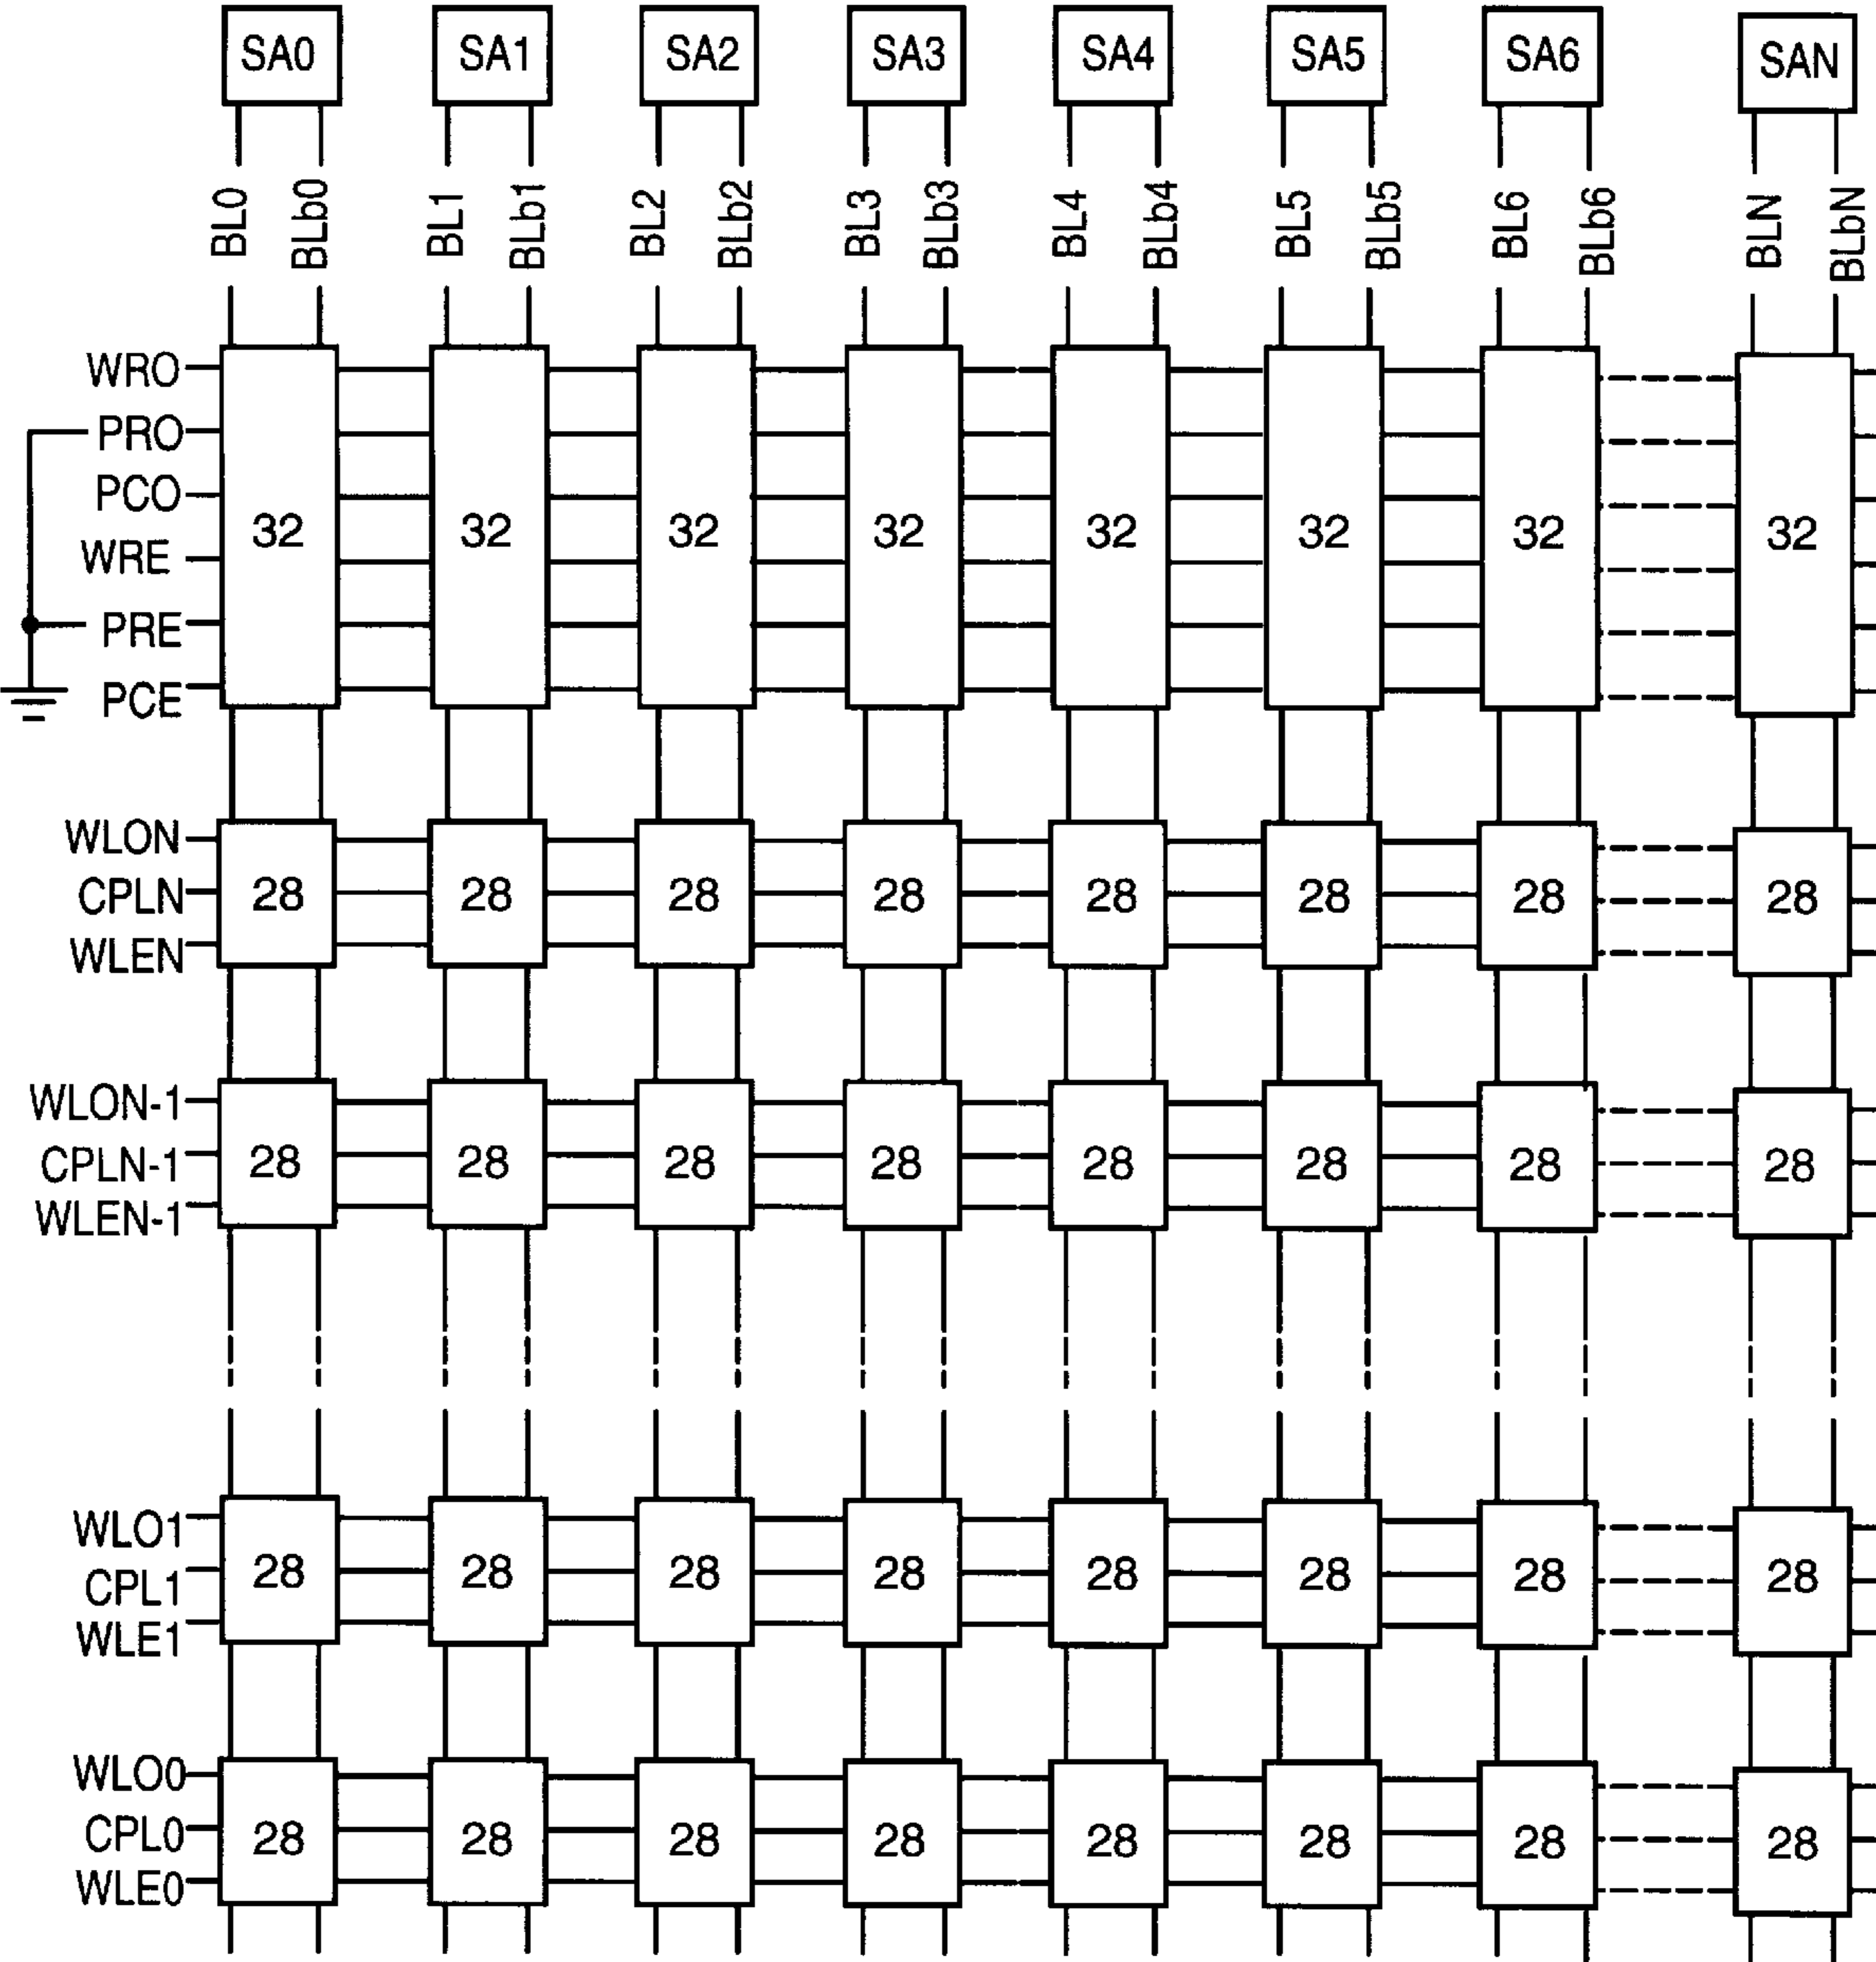 SA0 SA1 SA2 SA3 SA4 SA5 SA6 SAN
BL0 BLb0 BL1 BLb1 BL2 BLb2 BL3 BLb3 BL4 BLb4 BL5 BLb5 BL6 BLb6 BLN BLbN
WRO
PRO
PCO
WRE 32 32 32 32 32 32 32 32
PRE
PCE
WLON
CPLN 28 28 28 28 28 28 28 28
WLEN
WLON-1
CPLN-1 28 28 28 28 28 28 28 28
WLEN-1
WLO1
CPL1 28 28 28 28 28 28 28 28
WLE1
WLO0
CPL0 28 28 28 28 28 28 28 28
WLE0